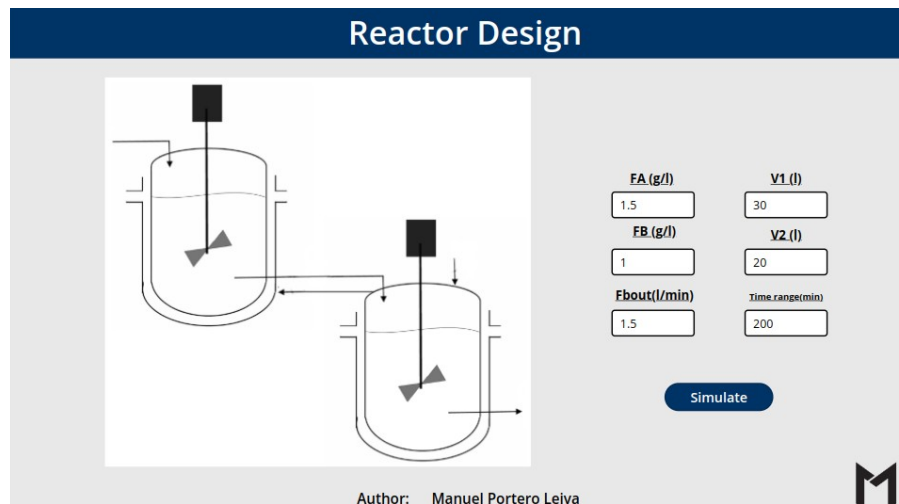 Reactor Design
FA (g/l)
V1 (l)
1.5
30
FB (g/l)
V2 (l)
1
20
Fbout(l/min)
Time range(min)
1.5
200
Simulate
Author: Manuel Portero Leiva